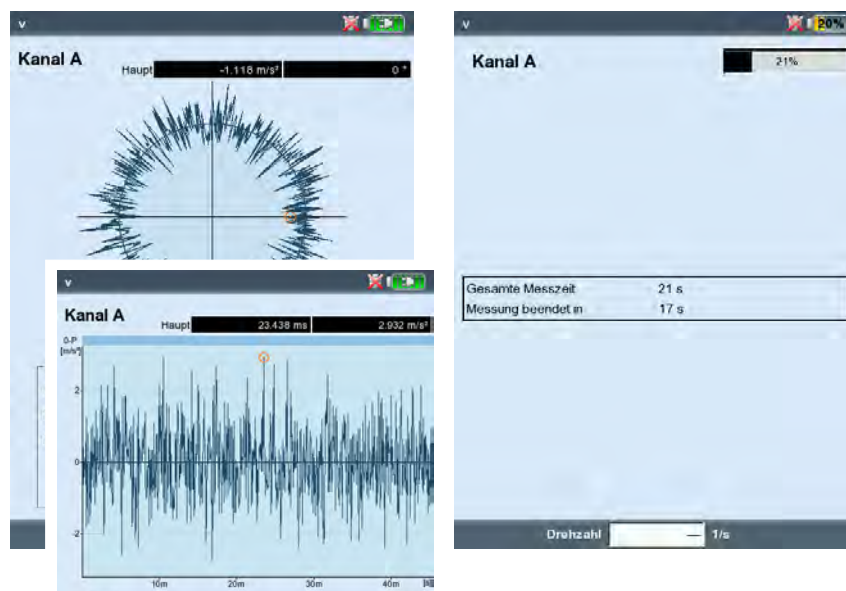 v
Kanal A
Haupt -1.118 m/s² 0 °
v
Kanal A
Haupt 23.438 ms 2.932 m/s²
0-P
[m/s²]
2
0
-2
10m 20m 30m 40m
v 20%
Kanal A
21%
Gesamte Messzeit 21 s
Messung beendet in 17 s
Drehzahl — 1/s